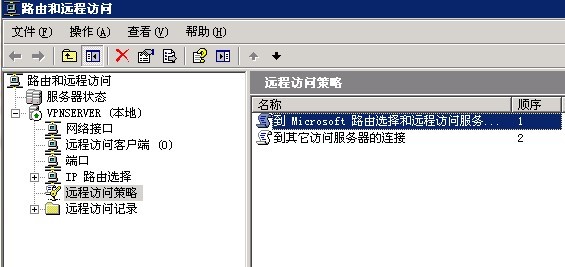 路由和远程访问
文件(F) 操作(A) 查看(V) 帮助(H)
路由和远程访问
服务器状态
VPNSERVER (本地)
网络接口
远程访问客户端 (0)
端口
IP 路由选择
远程访问策略
远程访问记录
远程访问策略
名称 顺序
到 Microsoft 路由选择和远程访问服务... 1
到其它访问服务器的连接 2